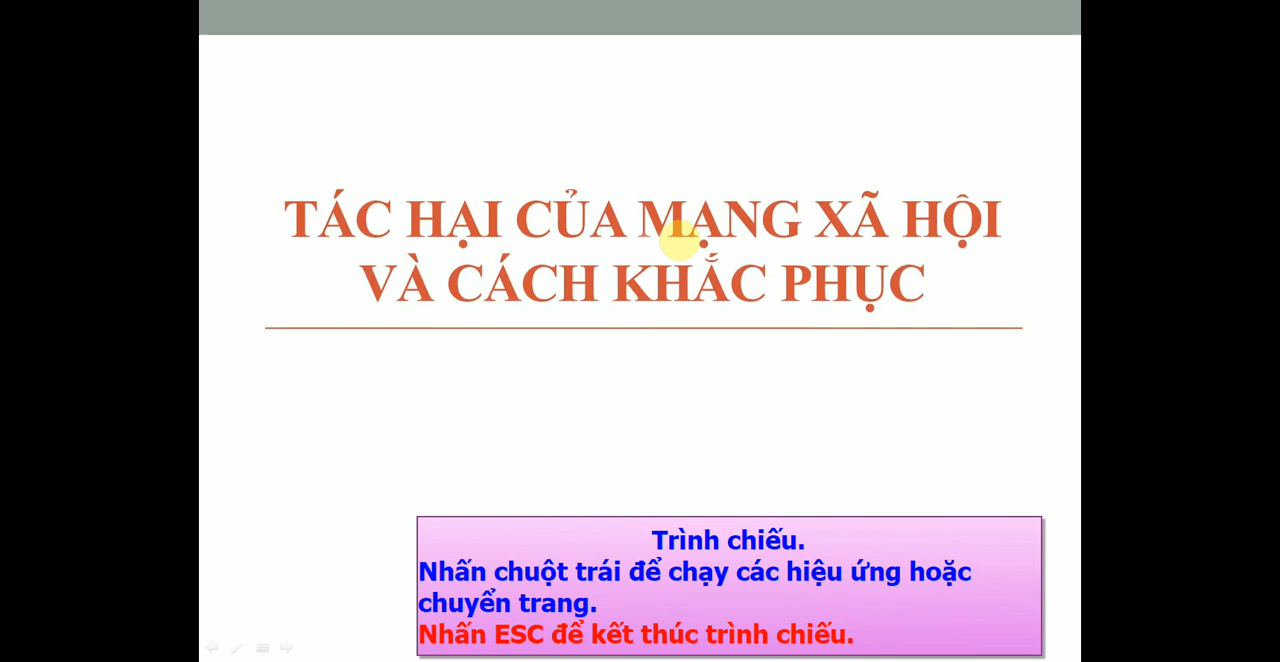 TÁC HẠI CỦA MẠNG XÃ HỘI
VÀ CÁCH KHẮC PHỤC
Trình chiếu.
Nhấn chuột trái để chạy các hiệu ứng hoặc
chuyển trang.
Nhấn ESC để kết thúc trình chiếu.